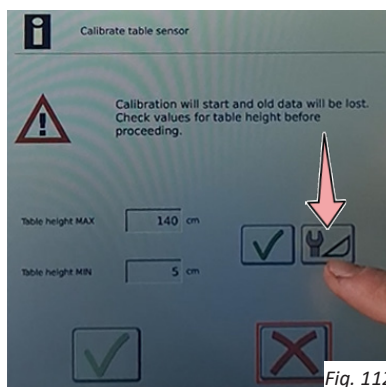 Calibrate table sensor
Calibration will start and old data will be lost.
Check values for table height before
proceeding.
Table height MAX 140 cm
Table height MIN 5 cm
Fig. 112